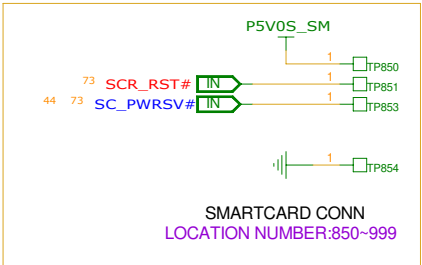 P5V0S_SM
1 TP850
73 SCR_RST# IN 1 TP851
44 73 SC_PWRSV# IN 1 TP853
1 TP854
SMARTCARD CONN
LOCATION NUMBER:850~999